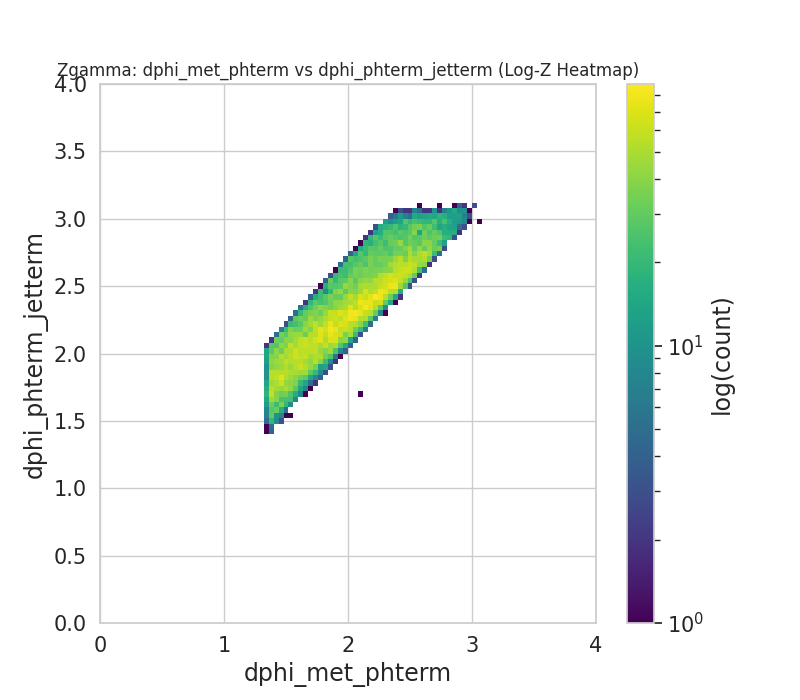 Zgamma: dphi_met_phterm vs dphi_phterm_jetterm (Log-Z Heatmap)
4.0
3.5
3.0
2.5
2.0
1.5
1.0
0.5
0.0
dphi_phterm_jetterm
0 1 2 3 4
dphi_met_phterm
10¹
10⁰
log(count)